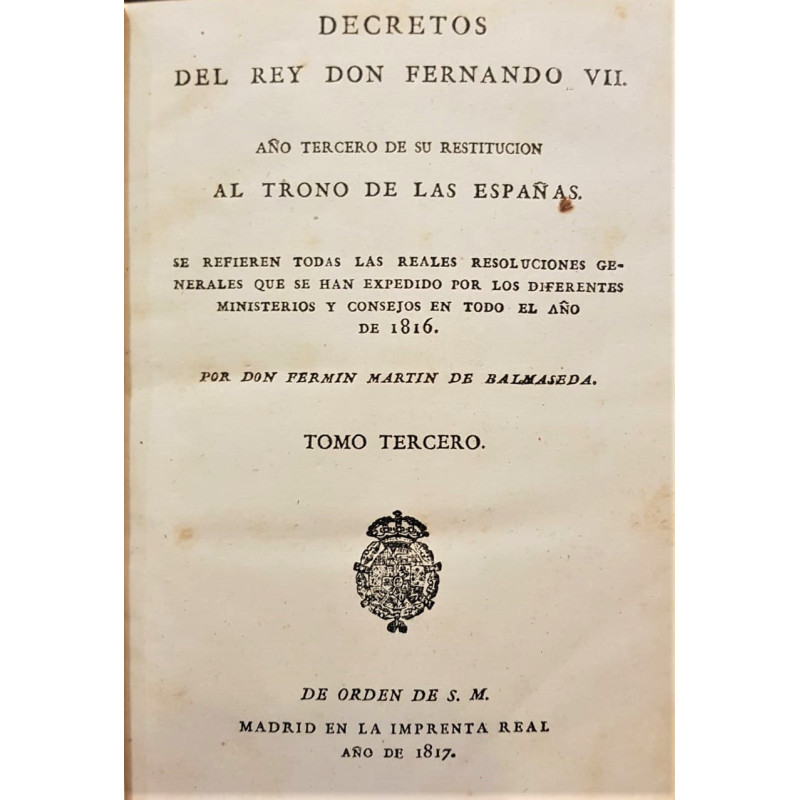 DECRETOS
DEL REY DON FERNANDO VII.
AÑO TERCERO DE SU RESTITUCION
AL TRONO DE LAS ESPAÑAS.
SE REFIEREN TODAS LAS REALES RESOLUCIONES GE-
NERALES QUE SE HAN EXPEDIDO POR LOS DIFERENTES
MINISTERIOS Y CONSEJOS EN TODO EL AÑO
DE 1816.
POR DON FERMIN MARTIN DE BALMASEDA.
TOMO TERCERO.
DE ORDEN DE S. M.
MADRID EN LA IMPRENTA REAL
AÑO DE 1817.